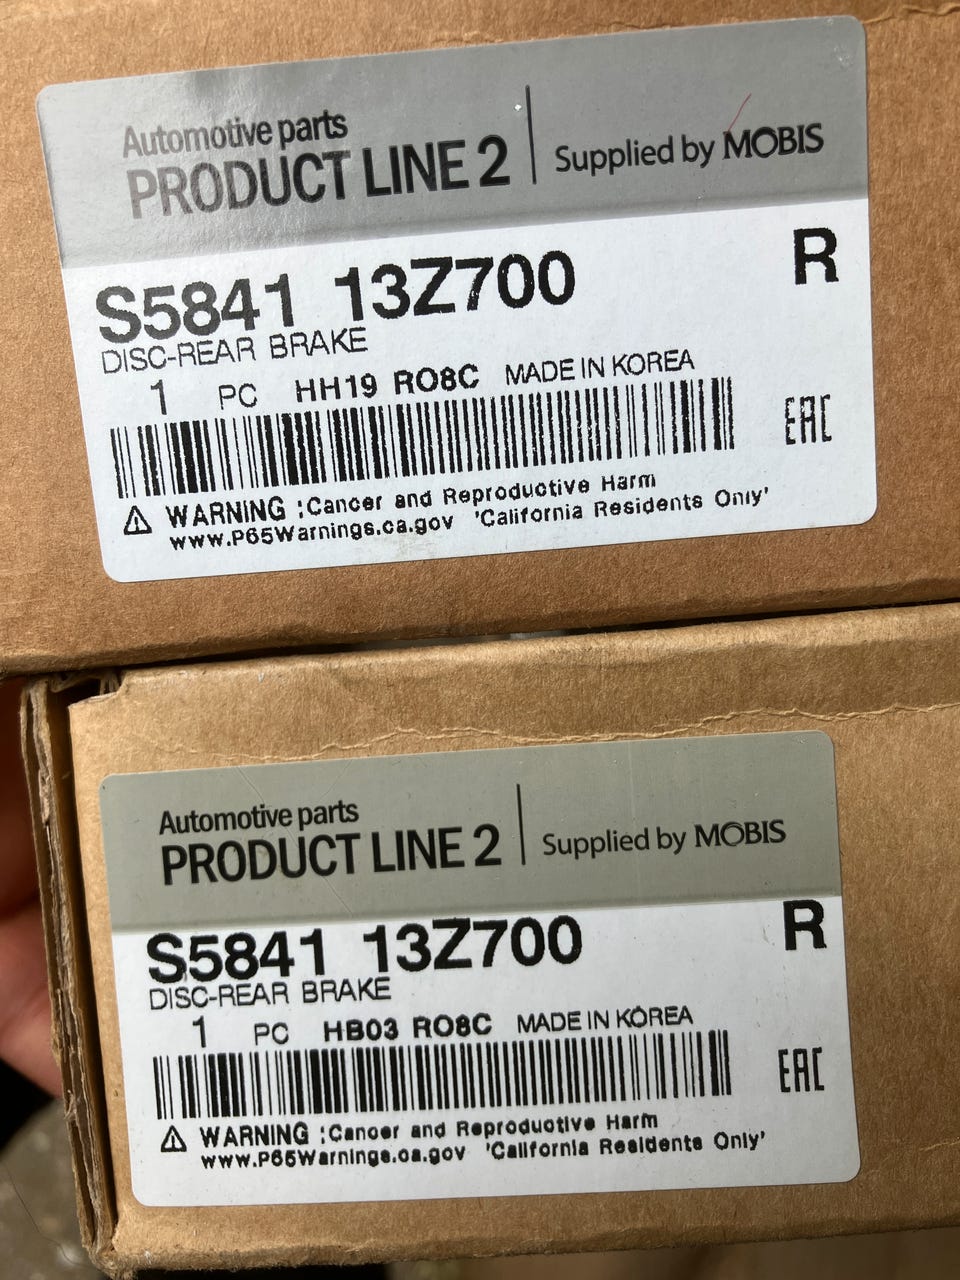 Automotive parts
PRODUCT LINE 2
Supplied by MOBIS
S5841 13Z700
R
DISC-REAR BRAKE
1 PC HH19 RO8C MADE IN KOREA
EAC
WARNING :Cancer and Reproductive Harm
www.P65Warnings.ca.gov 'California Residents Only'
Automotive parts
PRODUCT LINE 2
Supplied by MOBIS
S5841 13Z700
R
DISC-REAR BRAKE
1 PC HB03 RO8C MADE IN KOREA
EAC
WARNING :Cancer and Reproductive Harm
www.P65Warnings.ca.gov 'California Residents Only'